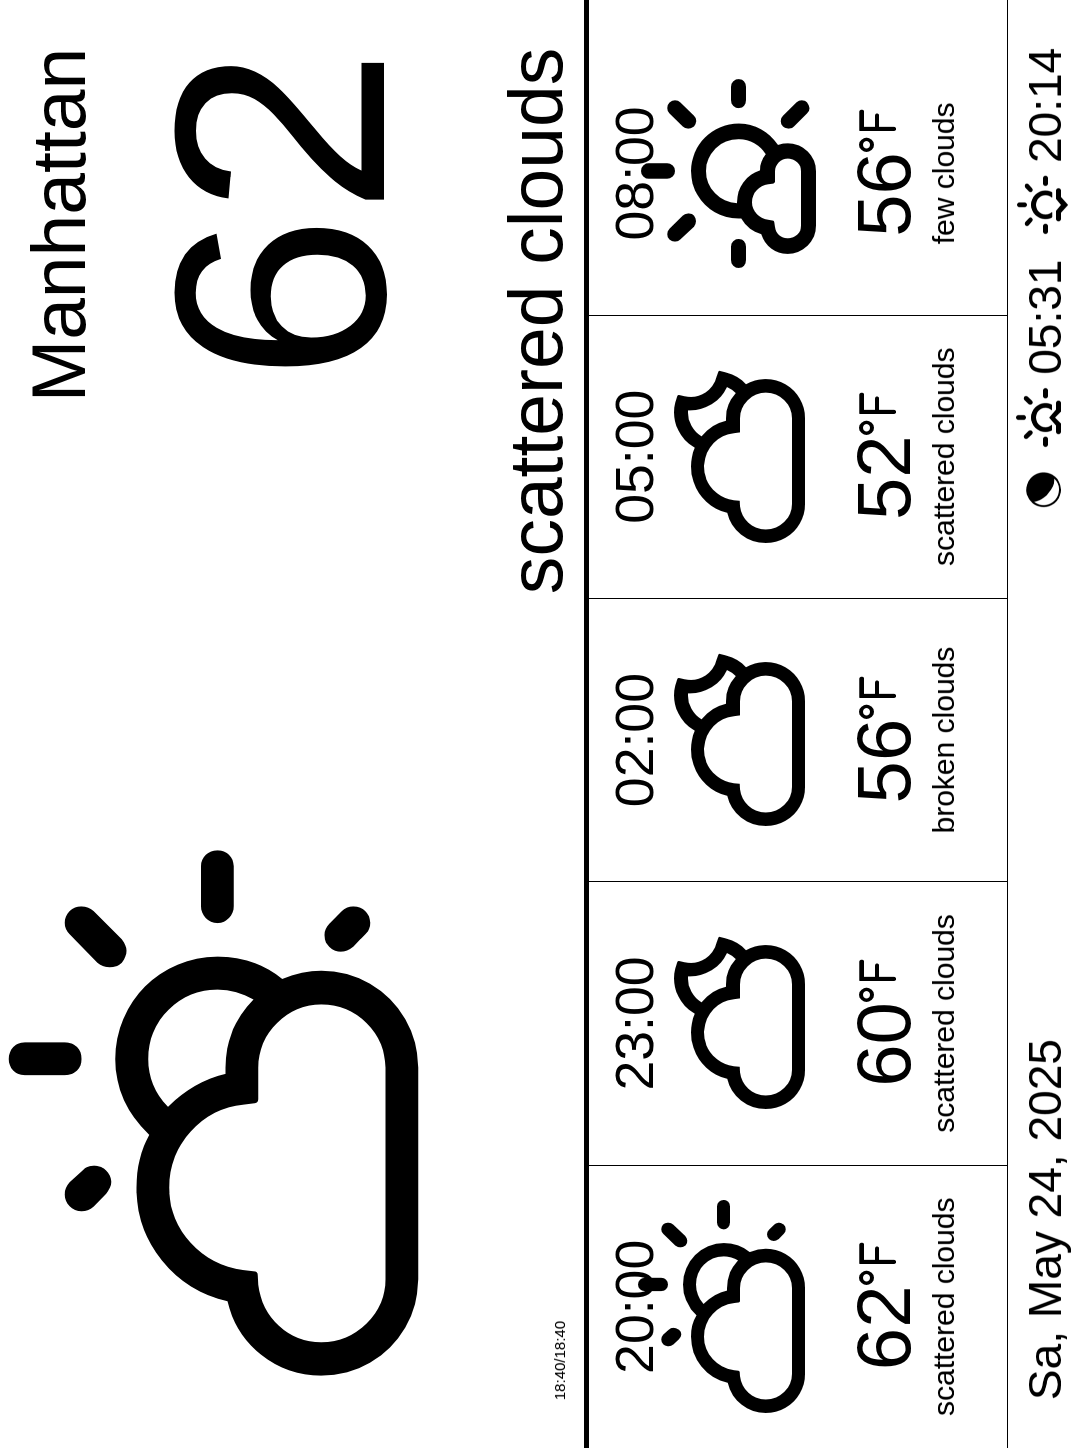 Manhattan
62
scattered clouds
18:40/18:40
20:00
62°F
scattered clouds
23:00
60°F
scattered clouds
02:00
56°F
broken clouds
05:00
52°F
scattered clouds
08:00
56°F
few clouds
Sa, May 24, 2025
05:31 20:14